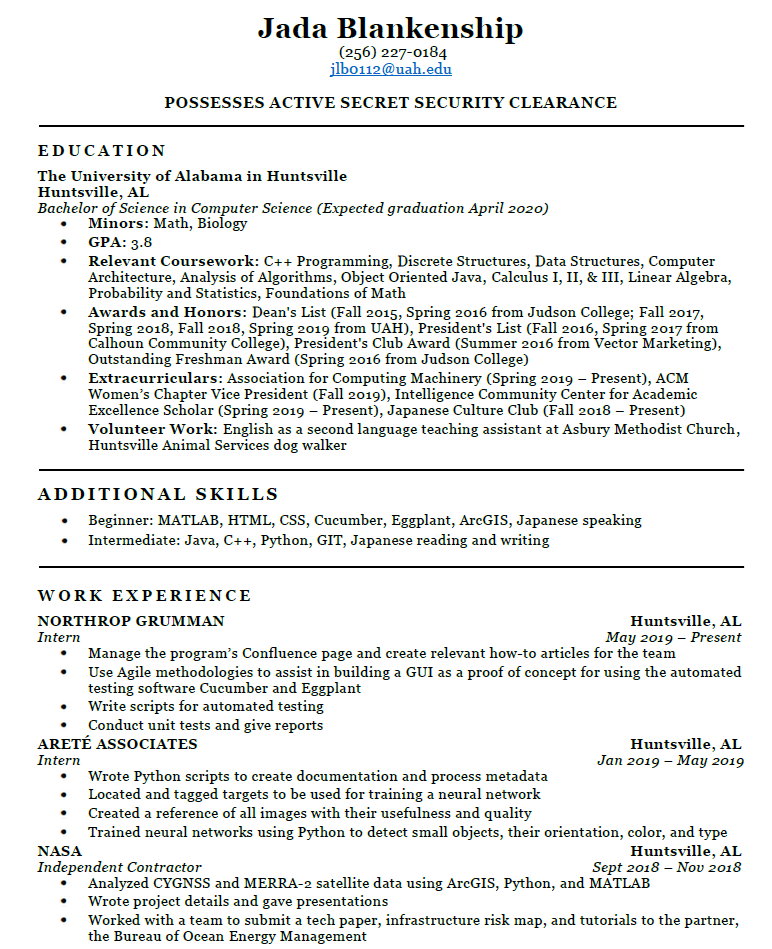 Jada Blankenship
(256) 227-0184
jlb0112@uah.edu
POSSESSES ACTIVE SECRET SECURITY CLEARANCE
EDUCATION
The University of Alabama in Huntsville
Huntsville, AL
Bachelor of Science in Computer Science (Expected graduation April 2020)
• Minors: Math, Biology
• GPA: 3.8
• Relevant Coursework: C++ Programming, Discrete Structures, Data Structures, Computer
Architecture, Analysis of Algorithms, Object Oriented Java, Calculus I, II, & III, Linear Algebra,
Probability and Statistics, Foundations of Math
• Awards and Honors: Dean's List (Fall 2015, Spring 2016 from Judson College; Fall 2017,
Spring 2018, Fall 2018, Spring 2019 from UAH), President's List (Fall 2016, Spring 2017 from
Calhoun Community College), President's Club Award (Summer 2016 from Vector Marketing),
Outstanding Freshman Award (Spring 2016 from Judson College)
• Extracurriculars: Association for Computing Machinery (Spring 2019 – Present), ACM
Women's Chapter Vice President (Fall 2019), Intelligence Community Center for Academic
Excellence Scholar (Spring 2019 – Present), Japanese Culture Club (Fall 2018 – Present)
• Volunteer Work: English as a second language teaching assistant at Asbury Methodist Church,
Huntsville Animal Services dog walker
ADDITIONAL SKILLS
• Beginner: MATLAB, HTML, CSS, Cucumber, Eggplant, ArcGIS, Japanese speaking
• Intermediate: Java, C++, Python, GIT, Japanese reading and writing
WORK EXPERIENCE
NORTHROP GRUMMAN Huntsville, AL
Intern May 2019 – Present
• Manage the program's Confluence page and create relevant how-to articles for the team
• Use Agile methodologies to assist in building a GUI as a proof of concept for using the automated
testing software Cucumber and Eggplant
• Write scripts for automated testing
• Conduct unit tests and give reports
ARETÉ ASSOCIATES Huntsville, AL
Intern Jan 2019 – May 2019
• Wrote Python scripts to create documentation and process metadata
• Located and tagged targets to be used for training a neural network
• Created a reference of all images with their usefulness and quality
• Trained neural networks using Python to detect small objects, their orientation, color, and type
NASA Huntsville, AL
Independent Contractor Sept 2018 – Nov 2018
• Analyzed CYGNSS and MERRA-2 satellite data using ArcGIS, Python, and MATLAB
• Wrote project details and gave presentations
• Worked with a team to submit a tech paper, infrastructure risk map, and tutorials to the partner,
the Bureau of Ocean Energy Management